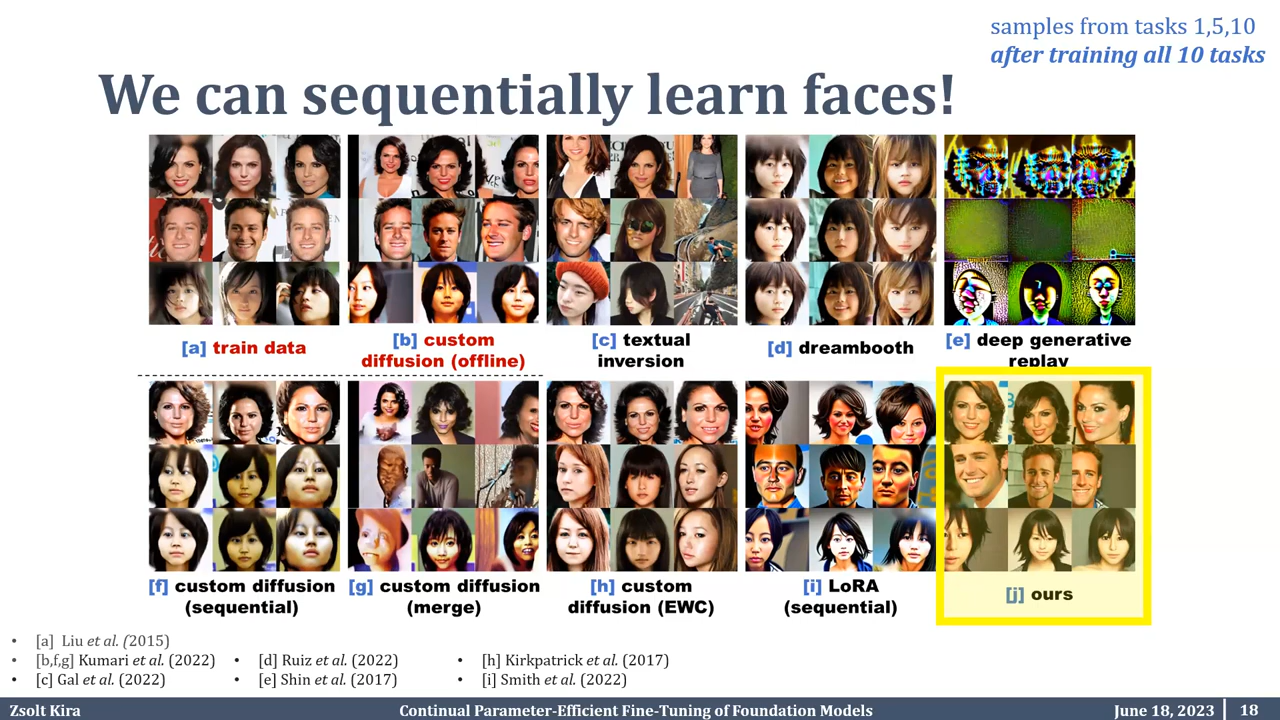 samples from tasks 1,5,10
after training all 10 tasks
We can sequentially learn faces!
[a] train data
[b] custom
diffusion (offline)
[c] textual
inversion
[d] dreambooth
[e] deep generative
replay
[f] custom diffusion
(sequential)
[g] custom diffusion
(merge)
[h] custom
diffusion (EWC)
[i] LoRA
(sequential)
[j] ours
• [a] Liu et al. (2015)
• [b,f,g] Kumari et al. (2022) • [d] Ruiz et al. (2022) • [h] Kirkpatrick et al. (2017)
• [c] Gal et al. (2022) • [e] Shin et al. (2017) • [i] Smith et al. (2022)
Zsolt Kira Continual Parameter-Efficient Fine-Tuning of Foundation Models June 18, 2023 18